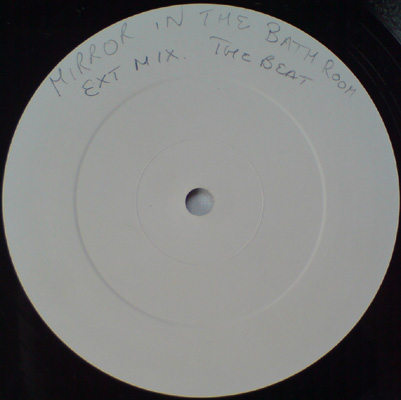 MIRROR IN THE BATHROOM
EXT MIX. THE BEAT